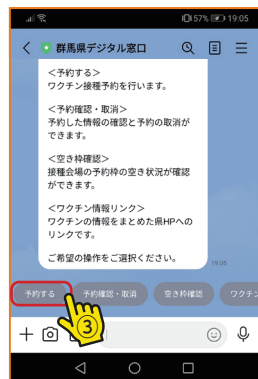 57% 19:05
群馬県デジタル窓口
＜予約する＞
ワクチン接種予約を行います。
＜予約確認・取消＞
予約した情報の確認と予約の取消が
できます。
＜空き枠確認＞
接種会場の予約枠の空き状況が確認
ができます。
＜ワクチン情報リンク＞
ワクチンの情報をまとめた県HPへの
リンクです。
ご希望の操作をご選択ください。
19:05
予約する 予約確認・取消 空き枠確認 ワクチン
③